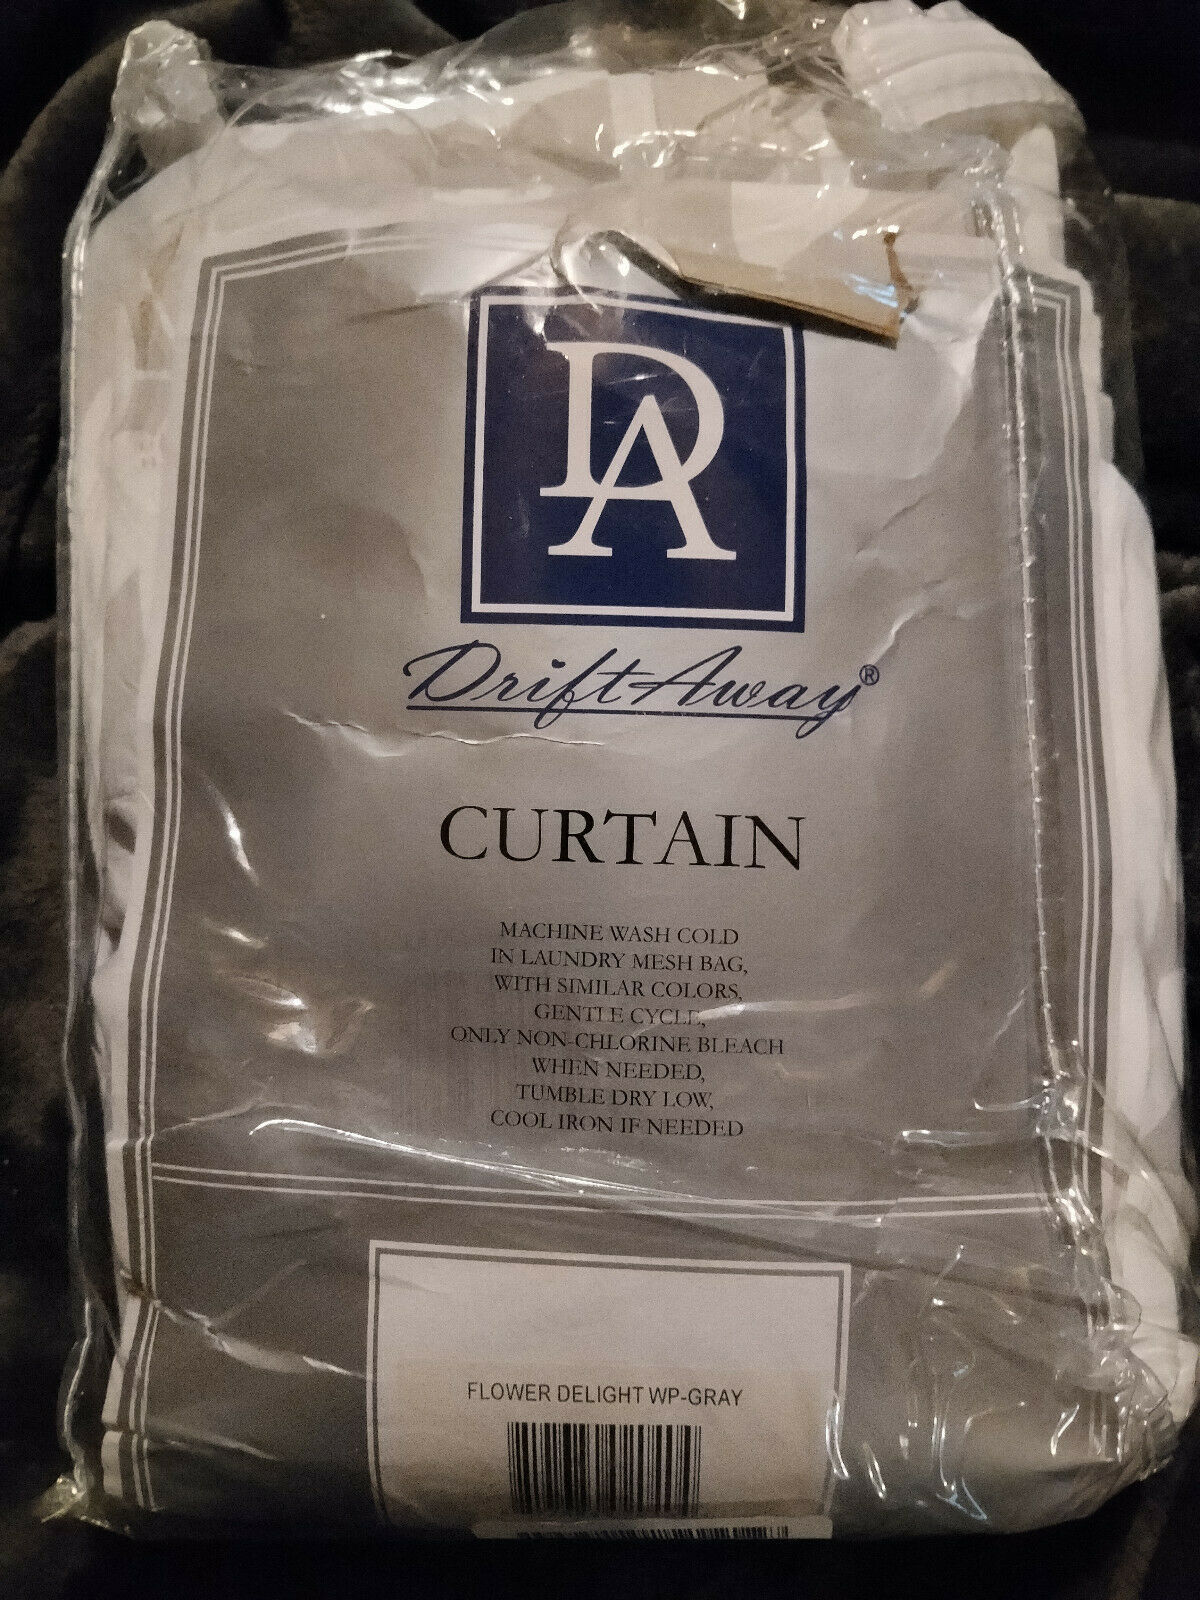 DA
DriftAway®
CURTAIN
MACHINE WASH COLD
IN LAUNDRY MESH BAG,
WITH SIMILAR COLORS,
GENTLE CYCLE,
ONLY NON-CHLORINE BLEACH
WHEN NEEDED,
TUMBLE DRY LOW,
COOL IRON IF NEEDED
FLOWER DELIGHT WP-GRAY